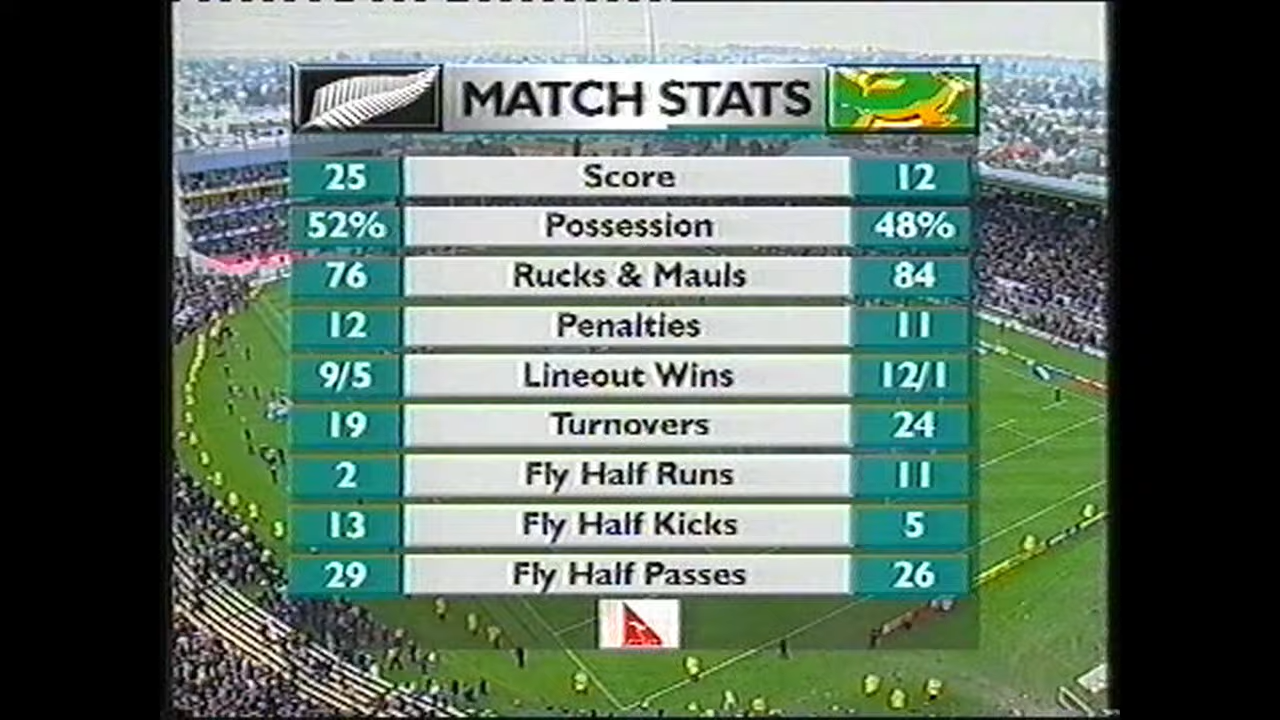 MATCH STATS
25 Score 12
52% Possession 48%
76 Rucks & Mauls 84
12 Penalties 11
9/5 Lineout Wins 12/1
19 Turnovers 24
2 Fly Half Runs 11
13 Fly Half Kicks 5
29 Fly Half Passes 26